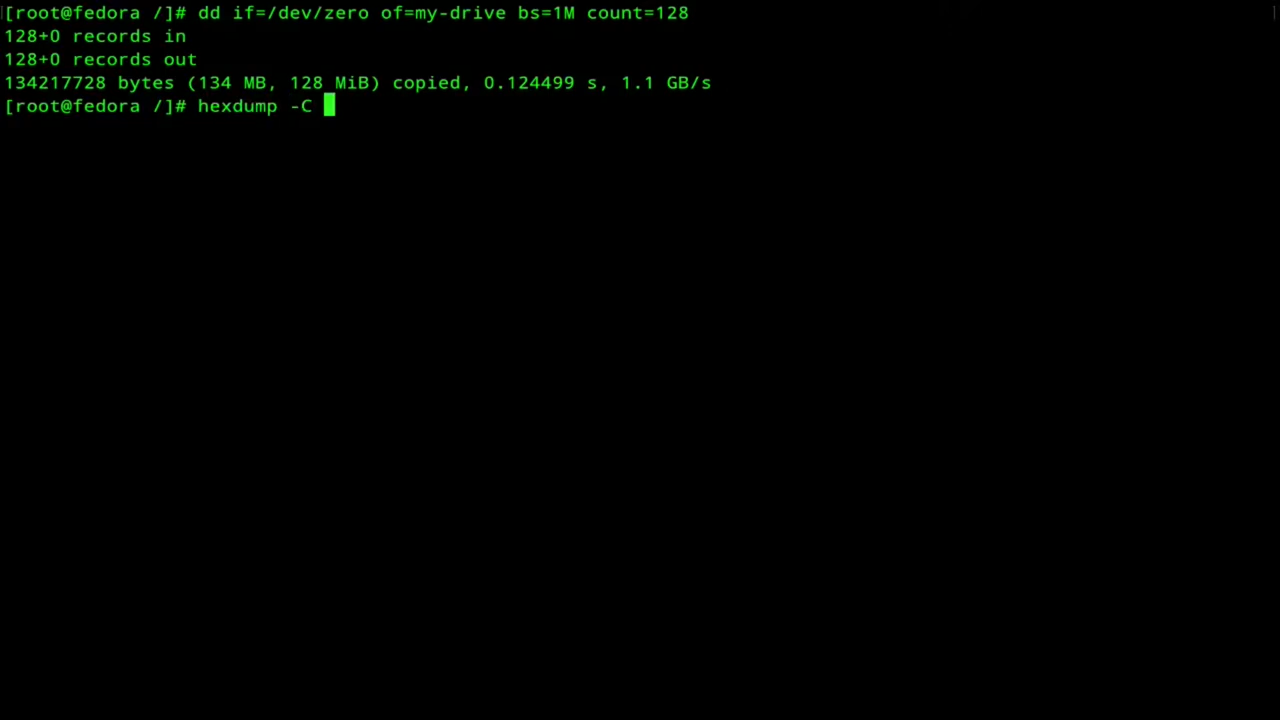 [root@fedora /]# dd if=/dev/zero of=my-drive bs=1M count=128
128+0 records in
128+0 records out
134217728 bytes (134 MB, 128 MiB) copied, 0.124499 s, 1.1 GB/s
[root@fedora /]# hexdump -C